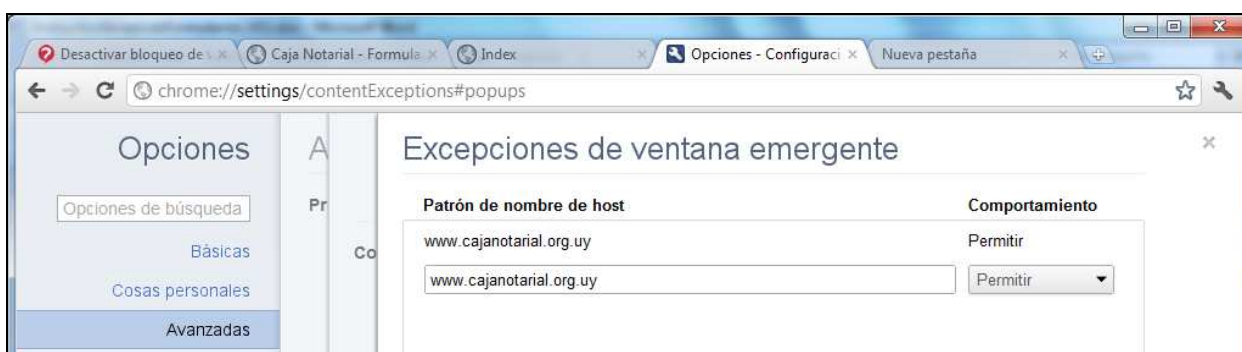 Desactivar bloqueo de
Caja Notarial - Formula
Index
Opciones - Configuraci
Nueva pestaña
chrome://settings/contentExceptions#popups
Opciones
A
Excepciones de ventana emergente
Opciones de búsqueda
Pr
Patrón de nombre de host
Comportamiento
Básicas
Co
www.cajanotarial.org.uy
Permitir
Cosas personales
www.cajanotarial.org.uy
Permitir
Avanzadas